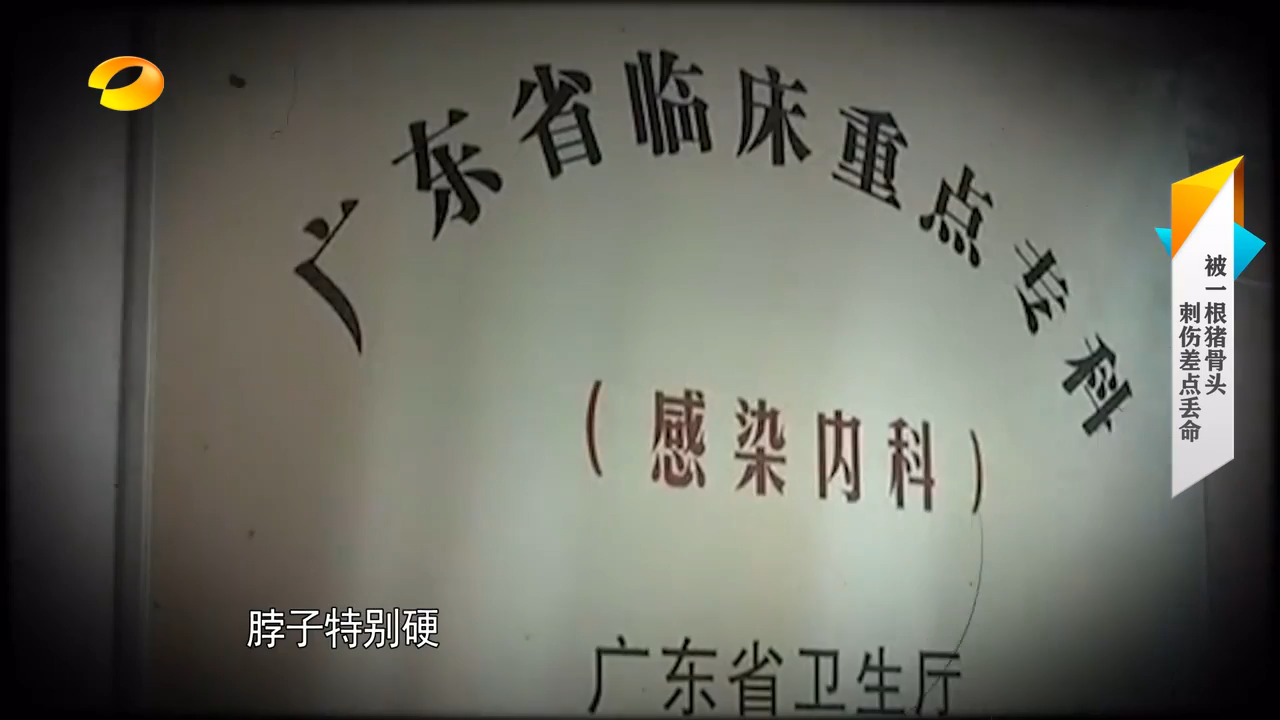 广东省临床重点专科
（感染内科）
广东省卫生厅
脖子特别硬
被一根猪骨头
刺伤差点丢命